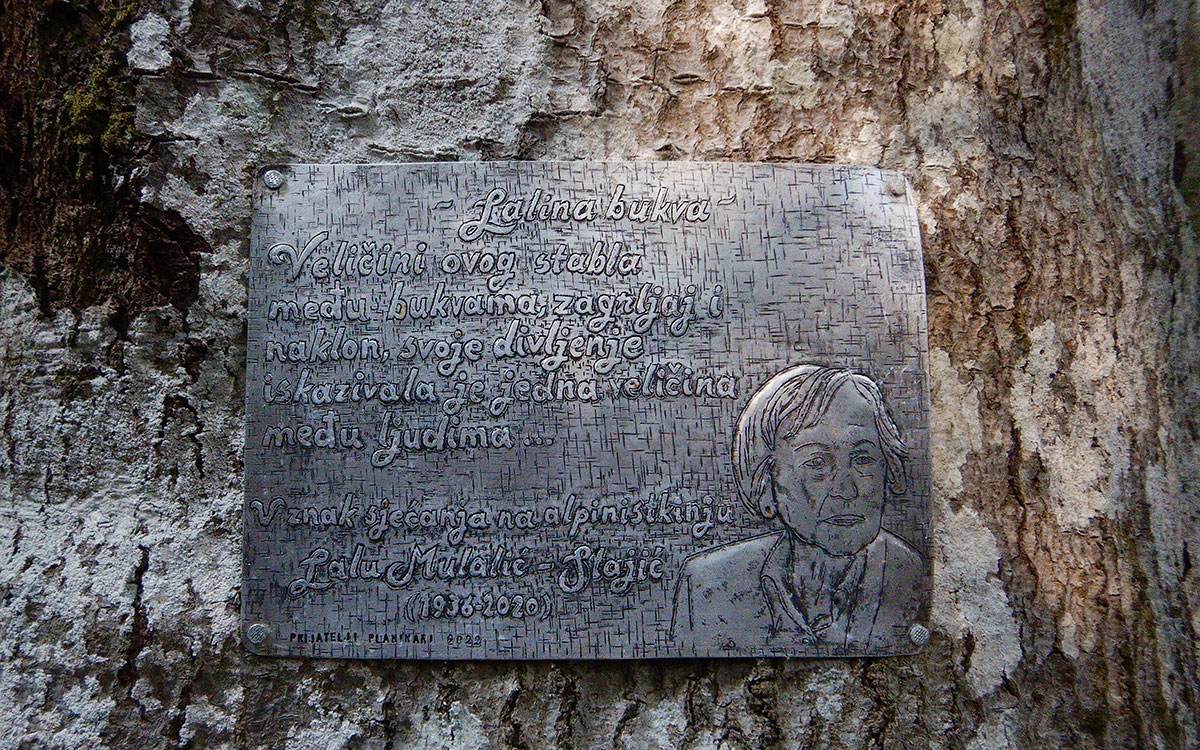 ~ Lalina bukva ~
Veličini ovog stabla
među bukvama, zagrljaj i
naklon, svoje divljenje
iskazivala je jedna veličina
među ljudima ...
U znak sjećanja na alpinistkinju
Lalu Mulalić - Stajić
(1936-2020)
PRIJATELJI PLANINARI 2022